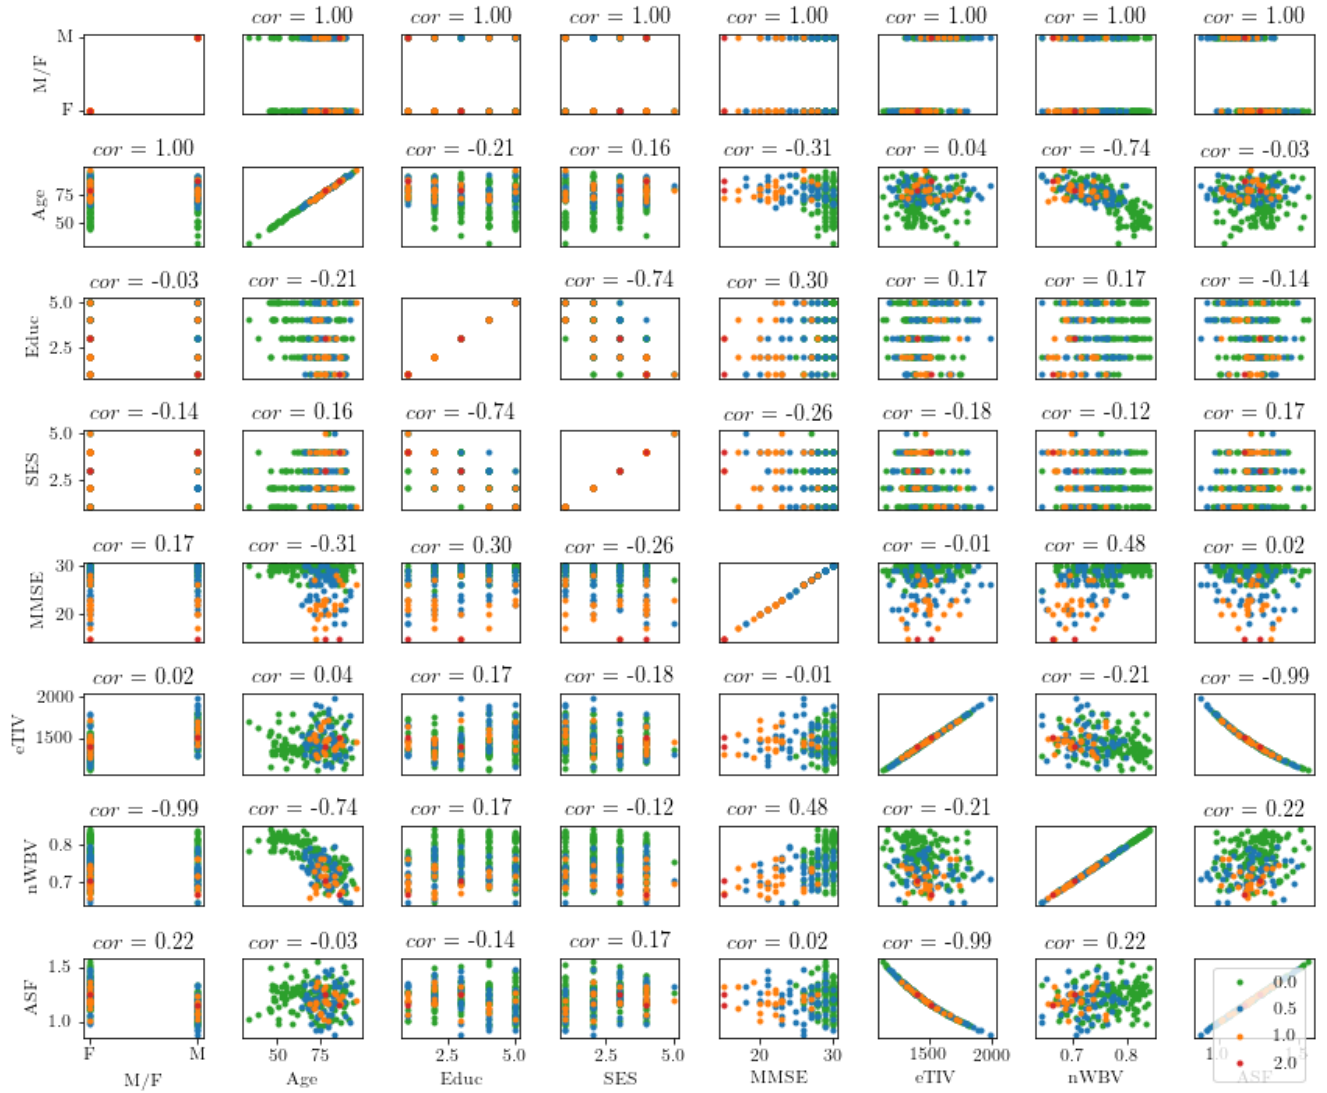 cor = 1.00 cor = 1.00 cor = 1.00 cor = 1.00 cor = 1.00 cor = 1.00 cor = 1.00
M
M/F
F
cor = 1.00 cor = -0.21 cor = 0.16 cor = -0.31 cor = 0.04 cor = -0.74 cor = -0.03
75
Age
50
cor = -0.03 cor = -0.21 cor = -0.74 cor = 0.30 cor = 0.17 cor = 0.17 cor = -0.14
5.0
Educ
2.5
cor = -0.14 cor = 0.16 cor = -0.74 cor = -0.26 cor = -0.18 cor = -0.12 cor = 0.17
5.0
SES
2.5
cor = 0.17 cor = -0.31 cor = 0.30 cor = -0.26 cor = -0.01 cor = 0.48 cor = 0.02
30
MMSE
20
cor = 0.02 cor = 0.04 cor = 0.17 cor = -0.18 cor = -0.01 cor = -0.21 cor = -0.99
2000
eTIV
1500
cor = -0.99 cor = -0.74 cor = 0.17 cor = -0.12 cor = 0.48 cor = -0.21 cor = 0.22
0.8
nWBV
0.7
cor = 0.22 cor = -0.03 cor = -0.14 cor = 0.17 cor = 0.02 cor = -0.99 cor = 0.22
1.5
ASF
1.0
0.0
0.5
1.0
2.0
F M 50 75 2.5 5.0 2.5 5.0 20 30 1500 2000 0.7 0.8 1.0 1.5
M/F Age Educ SES MMSE eTIV nWBV ASF